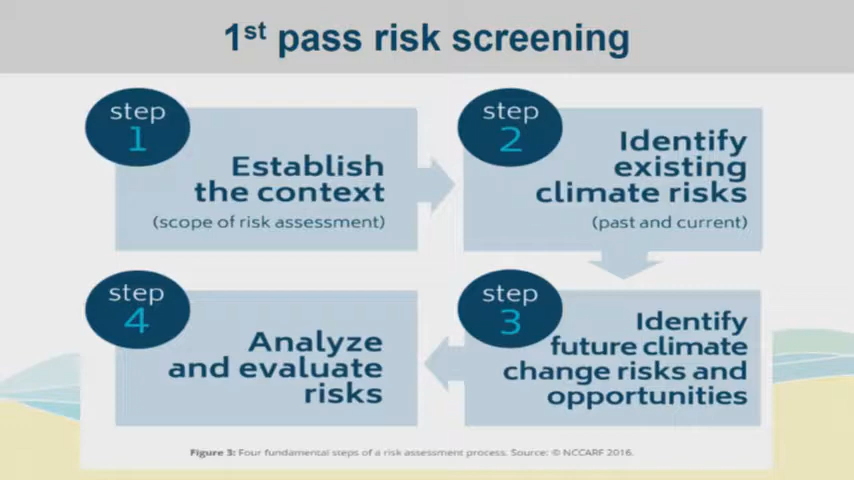 1st pass risk screening
step
1
Establish
the context
(scope of risk assessment)
step
2
Identify
existing
climate risks
(past and current)
step
3
Identify
future climate
change risks and
opportunities
step
4
Analyze
and evaluate
risks
Figure 3: Four fundamental steps of a risk assessment process. Source: © NCCARF 2016.